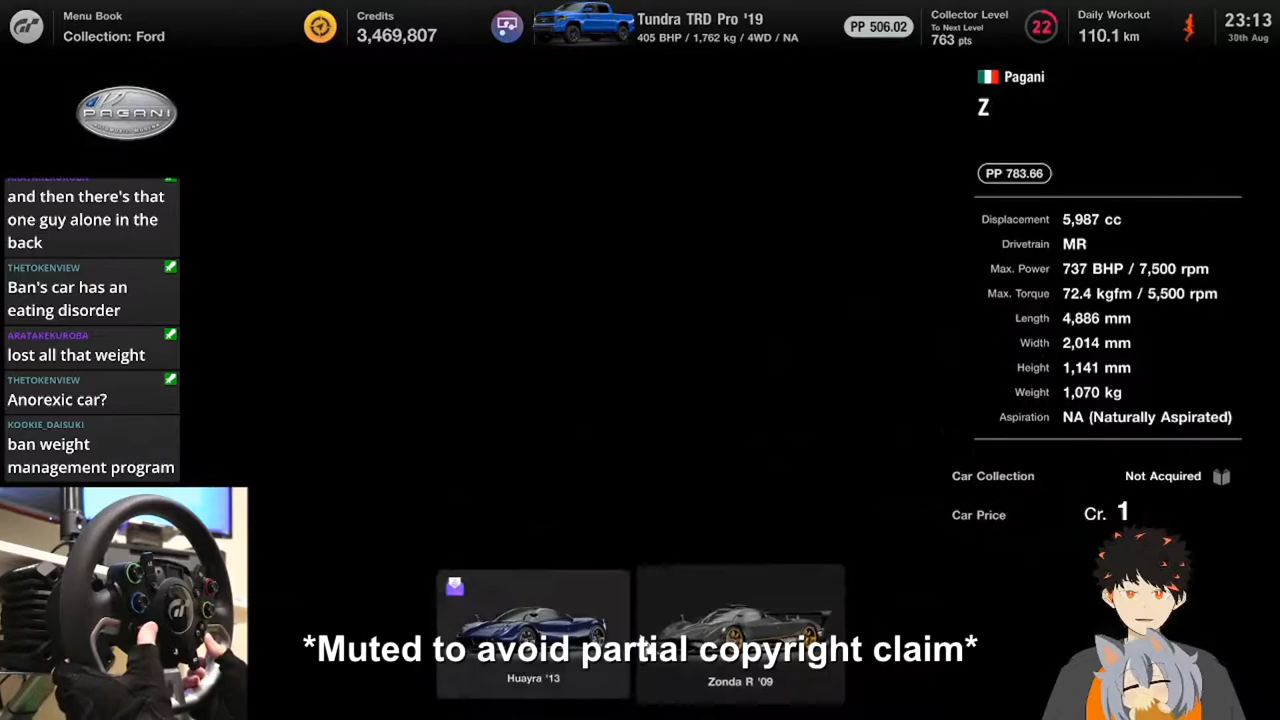 Menu Book
Collection: Ford
Credits
3,469,807
Tundra TRD Pro '19
405 BHP / 1,762 kg / 4WD / NA
PP 506.02
Collector Level
To Next Level
763 pts
22
Daily Workout
110.1 km
23:13
30th Aug
PAGANI
Pagani
Z
PP 783.66
Displacement 5,987 cc
Drivetrain MR
Max. Power 737 BHP / 7,500 rpm
Max. Torque 72.4 kgfm / 5,500 rpm
Length 4,886 mm
Width 2,014 mm
Height 1,141 mm
Weight 1,070 kg
Aspiration NA (Naturally Aspirated)
Car Collection Not Acquired
Car Price Cr. 1
and then there's that
one guy alone in the
back
THETOKENVIEW
Ban's car has an
eating disorder
ARATAKEKUROBA
lost all that weight
THETOKENVIEW
Anorexic car?
KOOKIE_DAISUKI
ban weight
management program
*Muted to avoid partial copyright claim*
Huayra '13
Zonda R '09